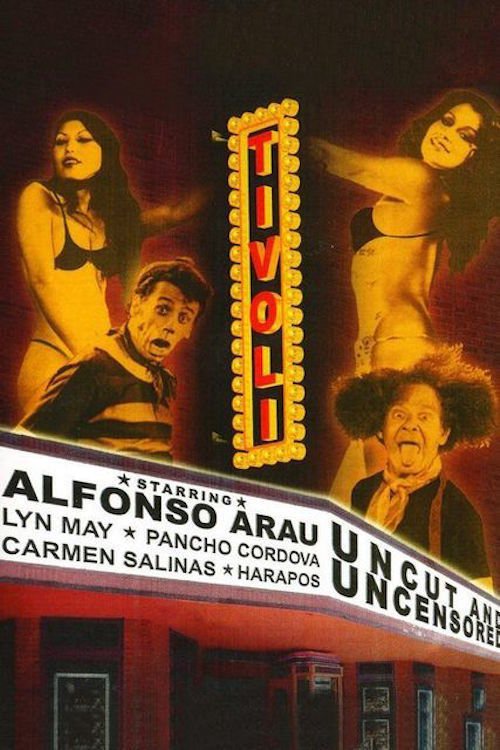 TIVOLI
★ STARRING ★
ALFONSO ARAU
LYN MAY ★ PANCHO CORDOVA
CARMEN SALINAS ★ HARAPOS
UNCUT AND
UNCENSORED